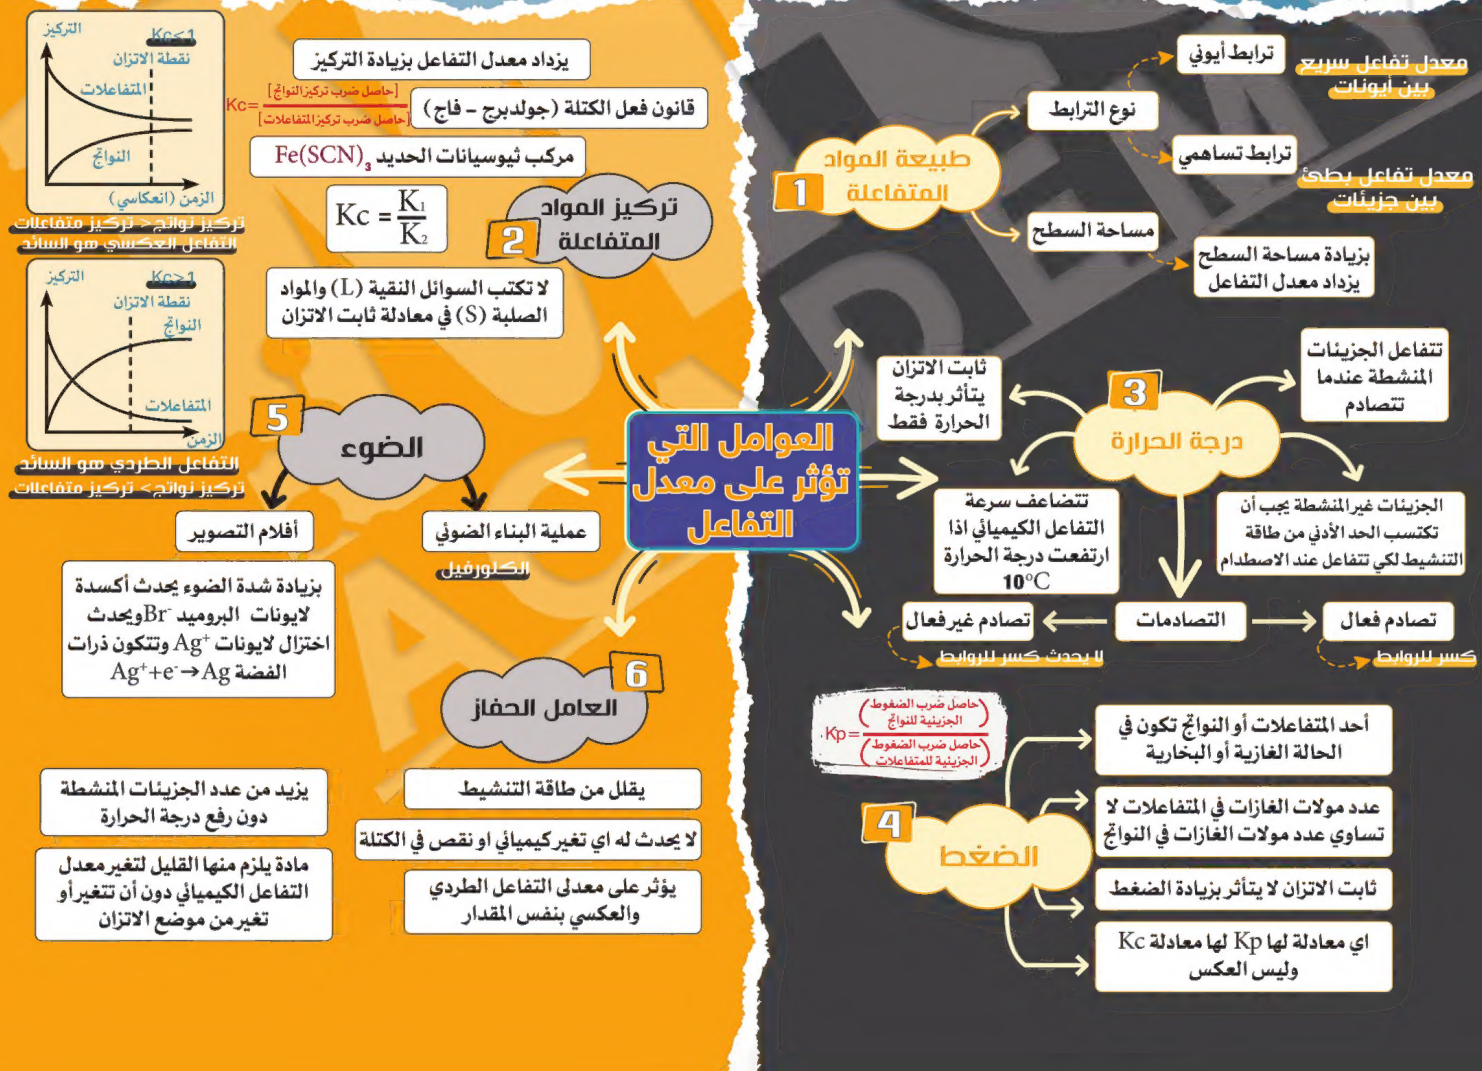 العوامل التي
تؤثر على معدل
التفاعل
1
طبيعة المواد
المتفاعلة
نوع الترابط
ترابط أيوني
معدل تفاعل سريع
بين أيونات
ترابط تساهمي
معدل تفاعل بطئ
بين جزيئات
مساحة السطح
بزيادة مساحة السطح
يزداد معدل التفاعل
2
تركيز المواد
المتفاعلة
يزداد معدل التفاعل بزيادة التركيز
قانون فعل الكتلة (جولدبرج - فاج)
Kc= [حاصل ضرب تركيز النواتج]
[حاصل ضرب تركيز المتفاعلات]
مركب ثيوسيانات الحديد Fe(SCN)₃
Kc = K₁
K₂
لا تكتب السوائل النقية (L) والمواد
الصلبة (S) في معادلة ثابت الاتزان
التركيز
Kc<1
نقطة الاتزان
المتفاعلات
النواتج
الزمن (انعكاسي)
تركيز نواتج< تركيز متفاعلات
التفاعل العكسي هو السائد
التركيز
Kc>1
نقطة الاتزان
النواتج
المتفاعلات
الزمن
التفاعل الطردي هو السائد
تركيز نواتج> تركيز متفاعلات
3
درجة الحرارة
تتفاعل الجزيئات
المنشطة عندما
تتصادم
ثابت الاتزان
يتأثر بدرجة
الحرارة فقط
تتضاعف سرعة
التفاعل الكيميائي اذا
ارتفعت درجة الحرارة
10°C
الجزيئات غير المنشطة يجب أن
تكتسب الحد الأدني من طاقة
التنشيط لكي تتفاعل عند الاصطدام
التصادمات
تصادم فعال
كسر للروابط
تصادم غير فعال
لا يحدث كسر للروابط
4
الضغط
Kp= (حاصل ضرب الضغوط
الجزيئية للنواتج)
(حاصل ضرب الضغوط
الجزيئية للمتفاعلات)
أحد المتفاعلات أو النواتج تكون في
الحالة الغازية أو البخارية
عدد مولات الغازات في المتفاعلات لا
تساوي عدد مولات الغازات في النواتج
ثابت الاتزان لا يتأثر بزيادة الضغط
اي معادلة لها Kp لها معادلة Kc
وليس العكس
5
الضوء
عملية البناء الضوئي
الكلورفيل
أفلام التصوير
بزيادة شدة الضوء يحدث أكسدة
لايونات البروميد Br⁻ ويحدث
اختزال لايونات Ag⁺ وتتكون ذرات
الفضة Ag⁺+e⁻→Ag
6
العامل الحفاز
يقلل من طاقة التنشيط
لا يحدث له اي تغير كيميائي او نقص في الكتلة
يؤثر على معدلى التفاعل الطردي
والعكسي بنفس المقدار
يزيد من عدد الجزيئات المنشطة
دون رفع درجة الحرارة
مادة يلزم منها القليل لتغير معدل
التفاعل الكيميائي دون أن تتغير أو
تغير من موضع الاتزان